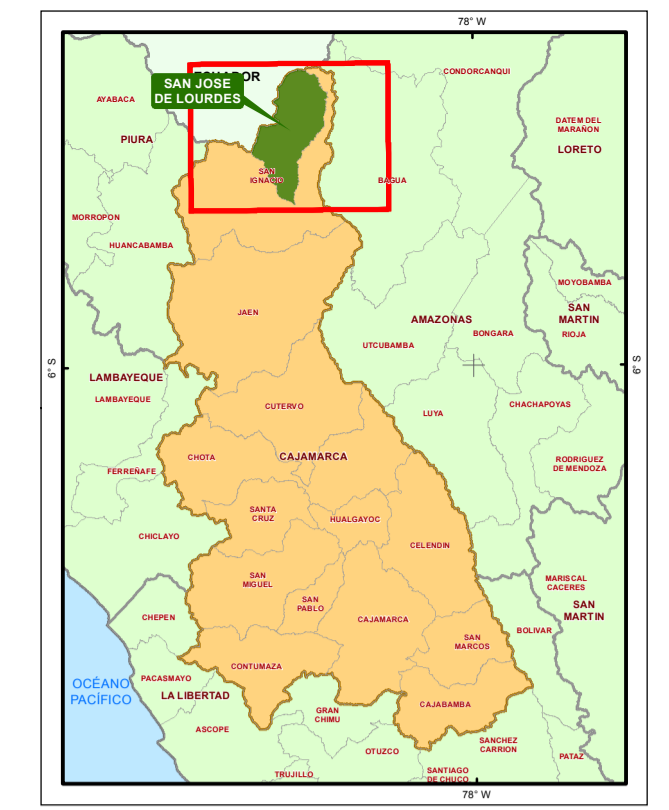 78° W
ECUADOR
SAN JOSE
DE LOURDES
CONDORCANQUI
AYABACA
DATEM DEL
MARAÑON
PIURA
LORETO
SAN
IGNACIO
BAGUA
MORROPON
HUANCABAMBA
MOYOBAMBA
SAN
MARTIN
JAEN
AMAZONAS
BONGARA
RIOJA
UTCUBAMBA
6° S
6° S
LAMBAYEQUE
LAMBAYEQUE
CUTERVO
CHACHAPOYAS
LUYA
CHOTA
CAJAMARCA
RODRIGUEZ
DE MENDOZA
FERREÑAFE
SANTA
CRUZ
HUALGAYOC
CHICLAYO
CELENDIN
SAN
MIGUEL
MARISCAL
CACERES
SAN
PABLO
SAN
MARTIN
CHEPEN
CAJAMARCA
BOLIVAR
SAN
MARCOS
CONTUMAZA
PACASMAYO
OCÉANO
PACÍFICO
LA LIBERTAD
CAJABAMBA
GRAN
CHIMU
ASCOPE
SANCHEZ
CARRION
OTUZCO
PATAZ
TRUJILLO
SANTIAGO
DE CHUCO
78° W